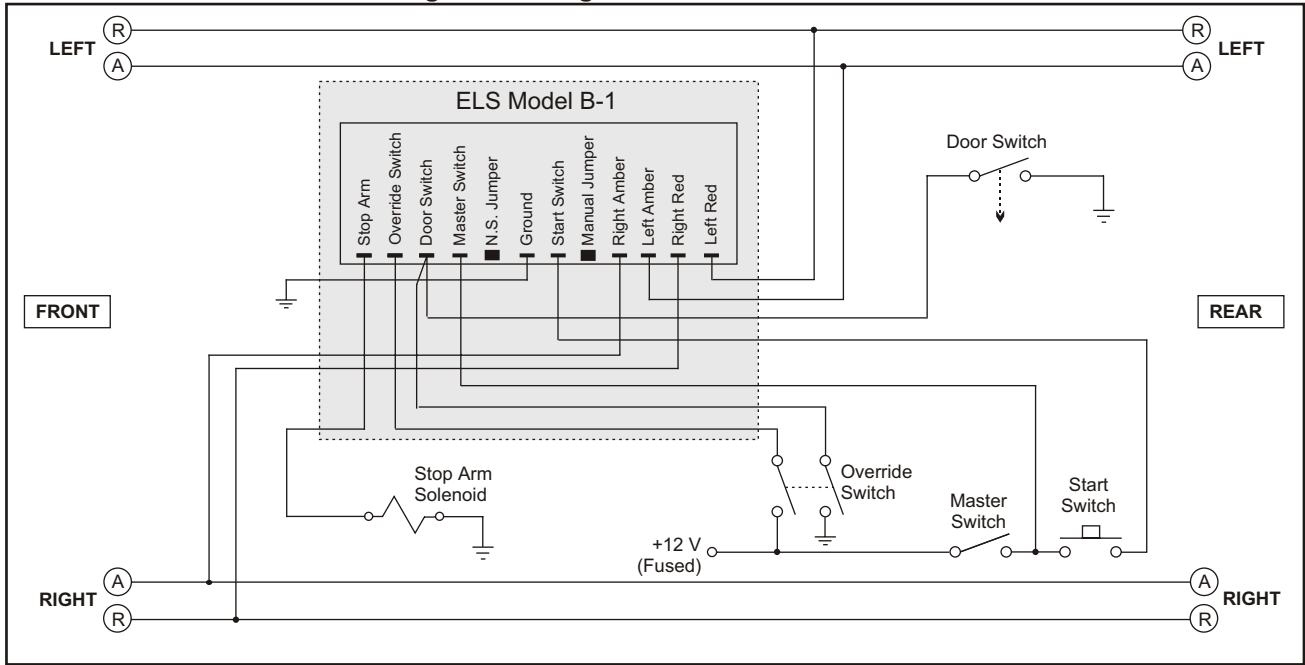 R
LEFT
A
R
LEFT
A
ELS Model B-1
Stop Arm
Override Switch
Door Switch
Master Switch
N.S. Jumper
Ground
Start Switch
Manual Jumper
Right Amber
Left Amber
Right Red
Left Red
Door Switch
FRONT
REAR
Stop Arm
Solenoid
Override
Switch
Master
Switch
Start
Switch
+12 V
(Fused)
A
RIGHT
R
A
RIGHT
R